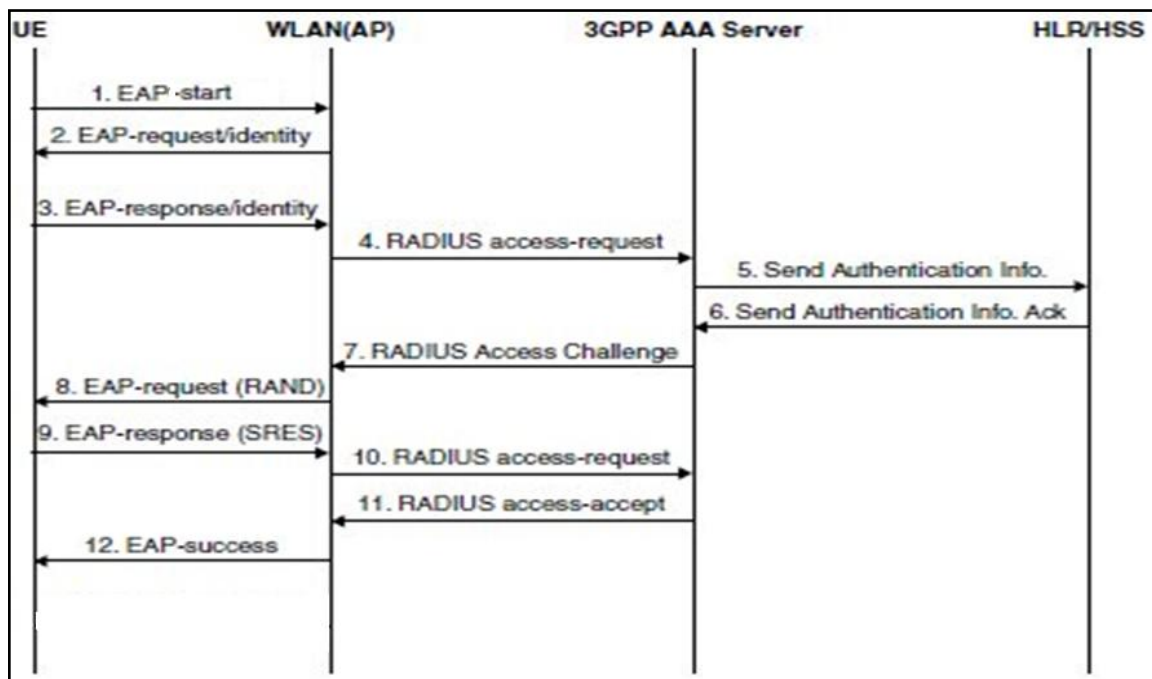 UE WLAN(AP) 3GPP AAA Server HLR/HSS
1. EAP-start
2. EAP-request/identity
3. EAP-response/identity
4. RADIUS access-request
5. Send Authentication Info.
6. Send Authentication Info. Ack
7. RADIUS Access Challenge
8. EAP-request (RAND)
9. EAP-response (SRES)
10. RADIUS access-request
11. RADIUS access-accept
12. EAP-success